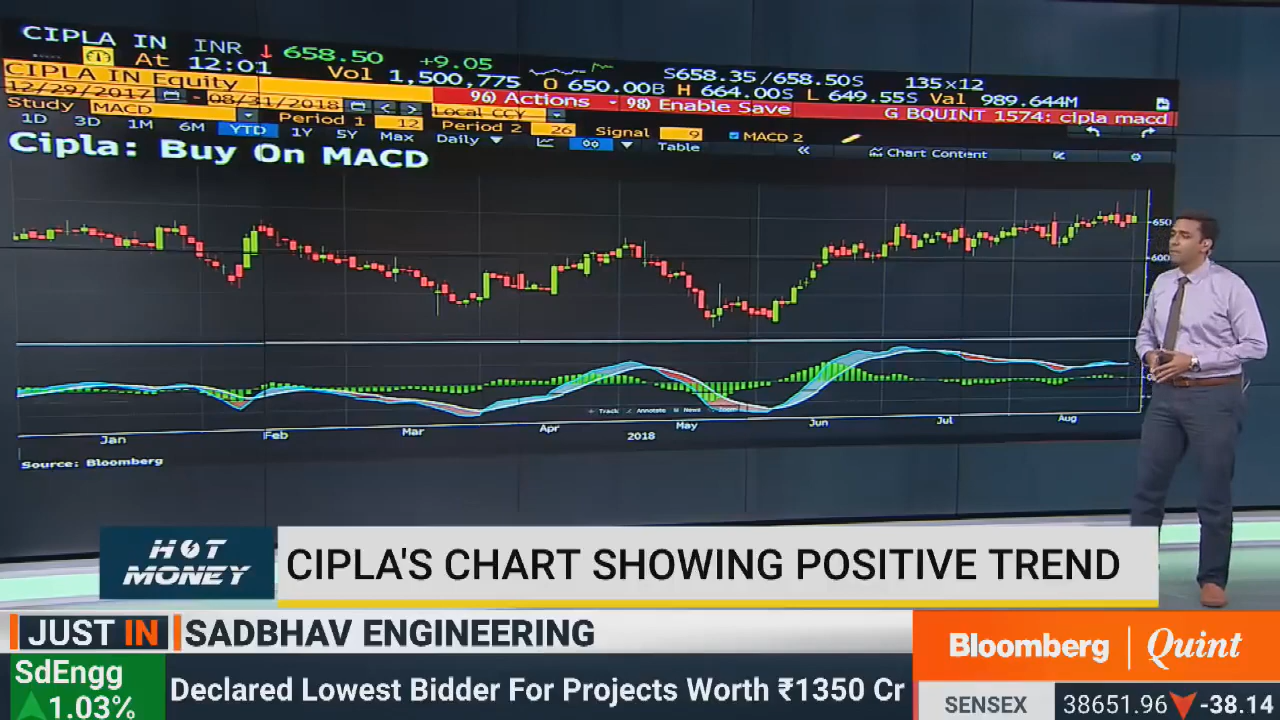 CIPLA IN INR ↓ 658.50 +9.05 S658.35/658.50S 135x12
At 12:01 Vol 1,500,775 O 650.00B H 664.00S L 649.55S Val 989.644M
CIPLA IN Equity 96) Actions 98) Enable Save G BQUINT 1574: cipla macd
12/29/2017 - 08/31/2018 Local CCY
Study MACD Period 1 12 Period 2 26 Signal 9 MACD 2
1D 3D 1M 6M YTD 1Y 5Y Max Daily Table « Chart Content
Cipla: Buy On MACD
650
600
0
Track Annotate News Zoom
Jan Feb Mar Apr May Jun Jul Aug
2018
Source: Bloomberg
HOT MONEY
CIPLA'S CHART SHOWING POSITIVE TREND
JUST IN SADBHAV ENGINEERING
Bloomberg | Quint
SdEngg
1.03%
Declared Lowest Bidder For Projects Worth ₹1350 Cr
SENSEX 38651.96 -38.14